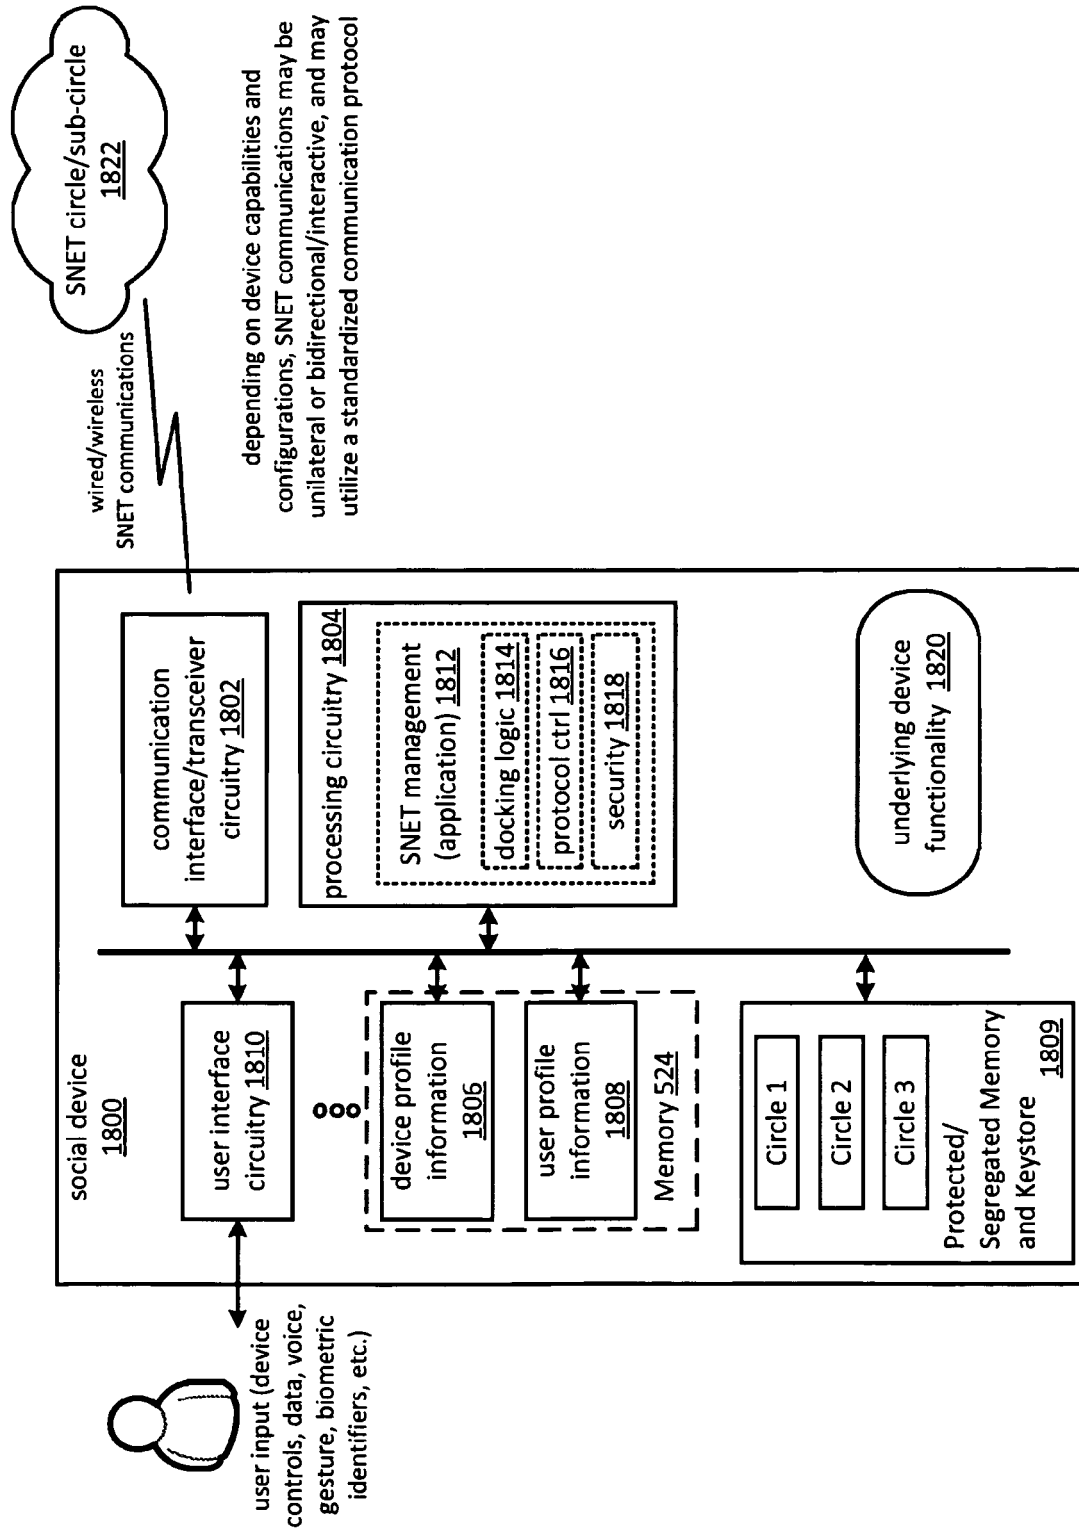 social device
1800
user interface
circuitry 1810
device profile
information
1806
user profile
information
1808
Memory 524
Circle 1
Circle 2
Circle 3
Protected/
Segregated Memory
and Keystore
1809
communication
interface/transceiver
circuitry 1802
processing circuitry 1804
SNET management
(application) 1812
docking logic 1814
protocol ctrl 1816
security 1818
underlying device
functionality 1820
user input (device
controls, data, voice,
gesture, biometric
identifiers, etc.)
wired/wireless
SNET communications
SNET circle/sub-circle
1822
depending on device capabilities and
configurations, SNET communications may be
unilateral or bidirectional/interactive, and may
utilize a standardized communication protocol